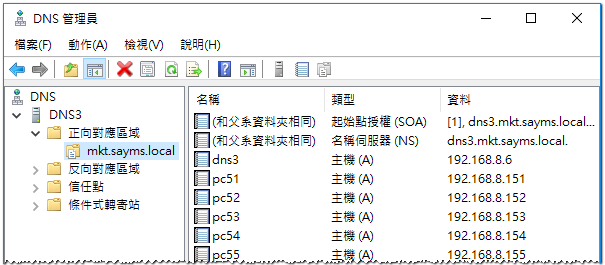 DNS 管理員
檔案(F) 動作(A) 檢視(V) 說明(H)
DNS
DNS3
正向對應區域
mkt.sayms.local
反向對應區域
信任點
條件式轉寄站
名稱 類型 資料
(和父系資料夾相同) 起始點授權 (SOA) [1], dns3.mkt.sayms.local...
(和父系資料夾相同) 名稱伺服器 (NS) dns3.mkt.sayms.local.
dns3 主機 (A) 192.168.8.6
pc51 主機 (A) 192.168.8.151
pc52 主機 (A) 192.168.8.152
pc53 主機 (A) 192.168.8.153
pc54 主機 (A) 192.168.8.154
pc55 主機 (A) 192.168.8.155